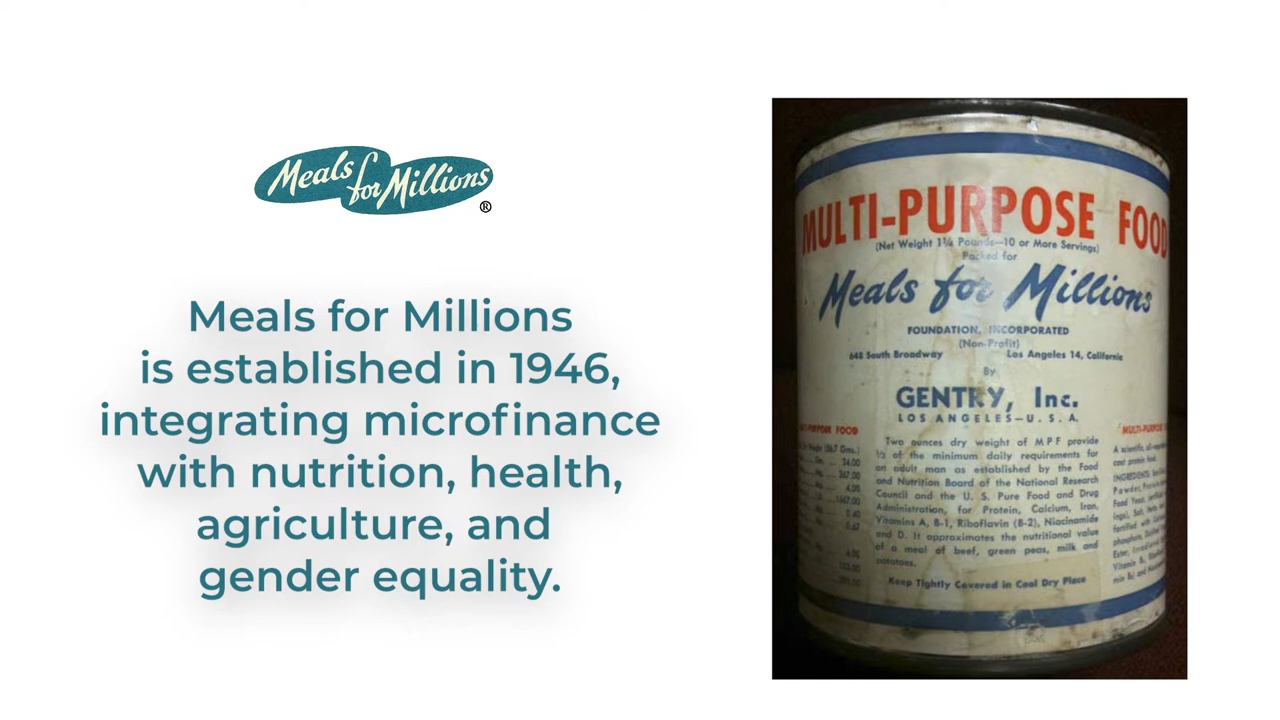 Meals for Millions
®
Meals for Millions
is established in 1946,
integrating microfinance
with nutrition, health,
agriculture, and
gender equality.
MULTI-PURPOSE FOOD
(Net Weight 1¾ Pounds—10 or More Servings)
Packed for
Meals for Millions
FOUNDATION, INCORPORATED
(Non-Profit)
648 South Broadway Los Angeles 14, California
By
GENTRY, Inc.
LOS ANGELES—U. S. A.
Two ounces dry weight of M P F provide
of the minimum daily requirements for
an adult man as established by the Food
and Nutrition Board of the National Research
Council and the U. S. Pure Food and Drug
Administration, for Protein, Calcium, Iron,
Vitamins A, B-1, Riboflavin (B-2), Niacinamide
and D. It approximates the nutritional value
of a meal of beef, green peas, milk and
potatoes.
Keep Tightly Covered in Cool Dry Place